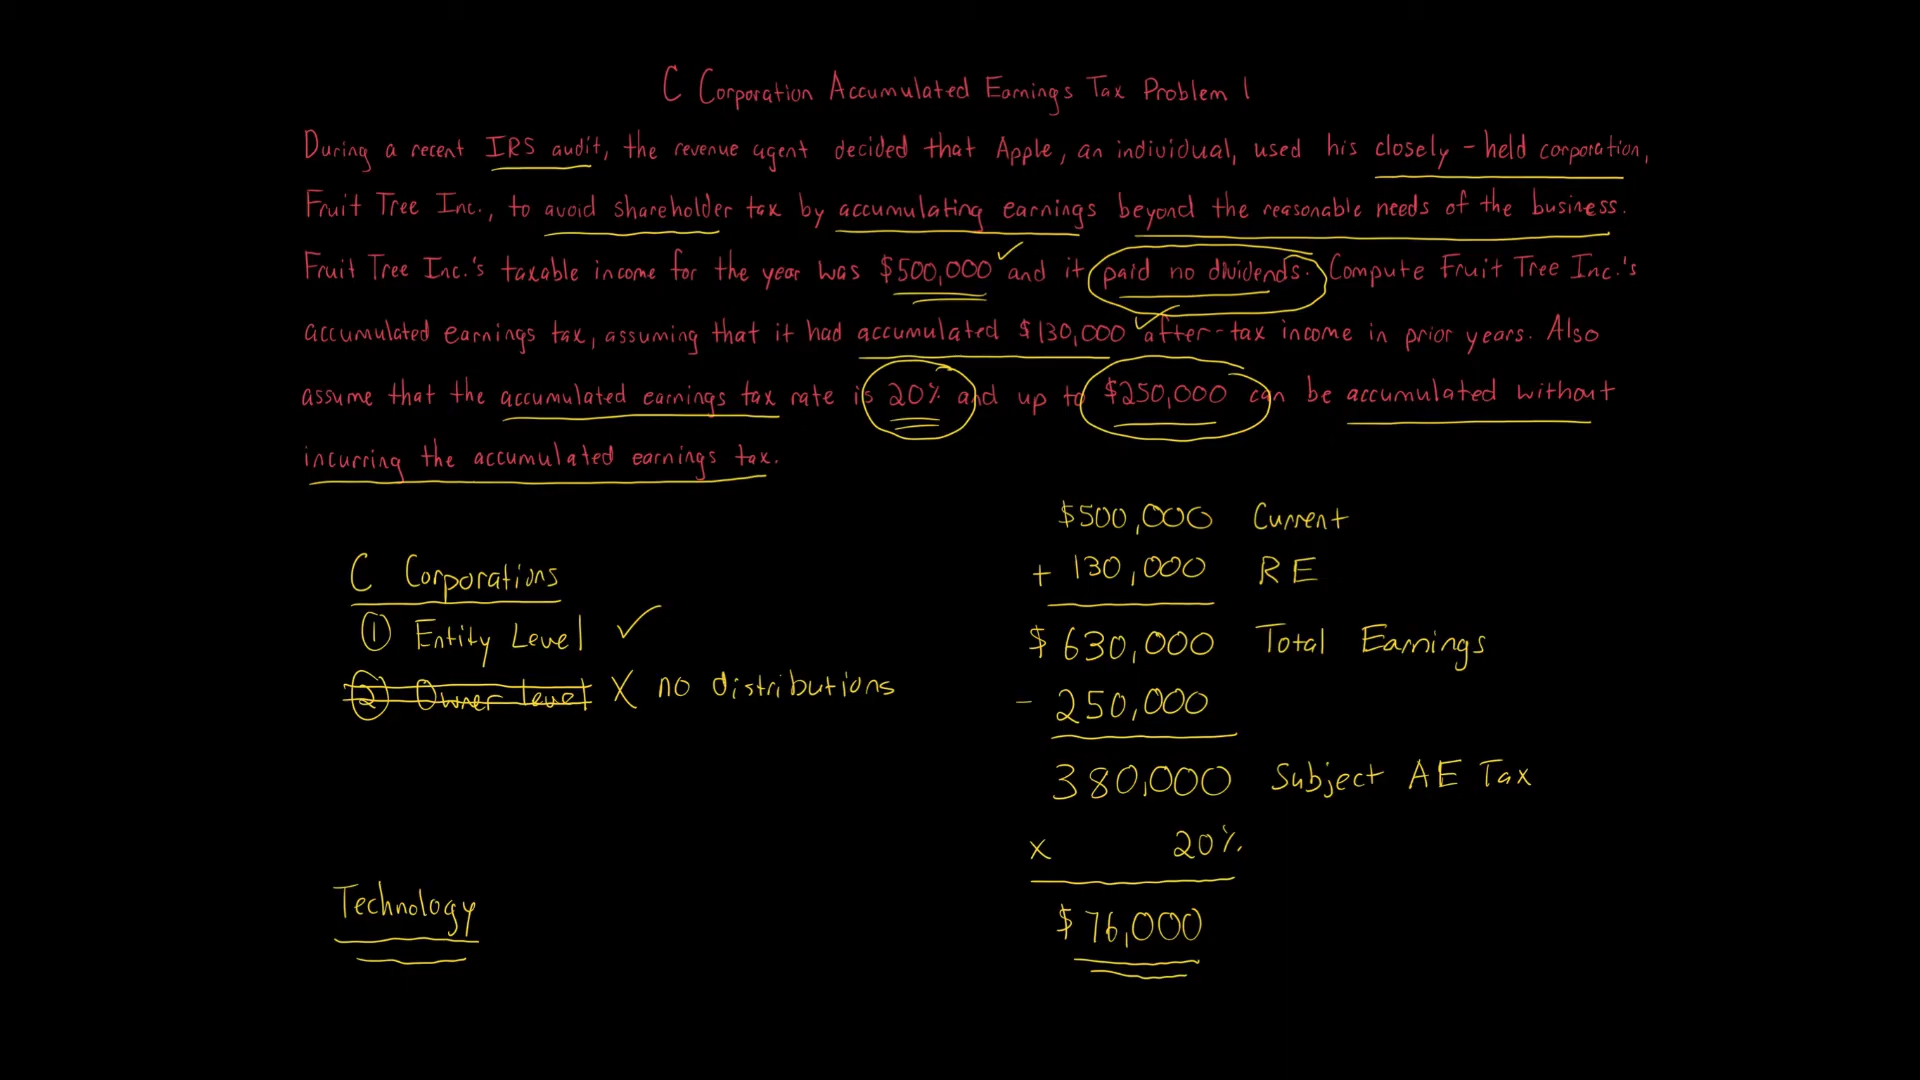 C Corporation Accumulated Earnings Tax Problem 1
During a recent IRS audit, the revenue agent decided that Apple, an individual, used his closely-held corporation,
Fruit Tree Inc., to avoid shareholder tax by accumulating earnings beyond the reasonable needs of the business.
Fruit Tree Inc.'s taxable income for the year was $500,000 and it paid no dividends. Compute Fruit Tree Inc.'s
accumulated earnings tax, assuming that it had accumulated $130,000 after-tax income in prior years. Also
assume that the accumulated earnings tax rate is 20% and up to $250,000 can be accumulated without
incurring the accumulated earnings tax.
C Corporations
① Entity Level ✓
② Owner level X no distributions
Technology
$500,000 Current
+ 130,000 RE
$630,000 Total Earnings
- 250,000
380,000 Subject AE Tax
x 20%
$76,000